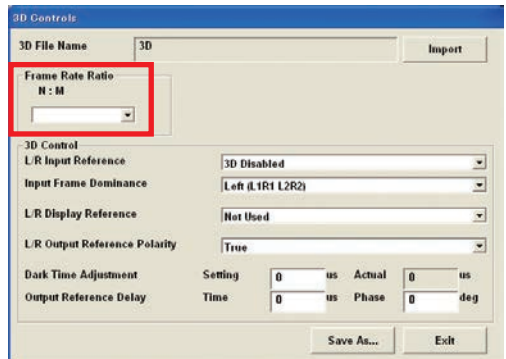 3D Controls
3D File Name 3D Import
Frame Rate Ratio
N : M
3D Control
L/R Input Reference 3D Disabled
Input Frame Dominance Left (L1R1 L2R2)
L/R Display Reference Not Used
L/R Output Reference Polarity True
Dark Time Adjustment Setting 0 us Actual 0 us
Output Reference Delay Time 0 us Phase 0 deg
Save As... Exit